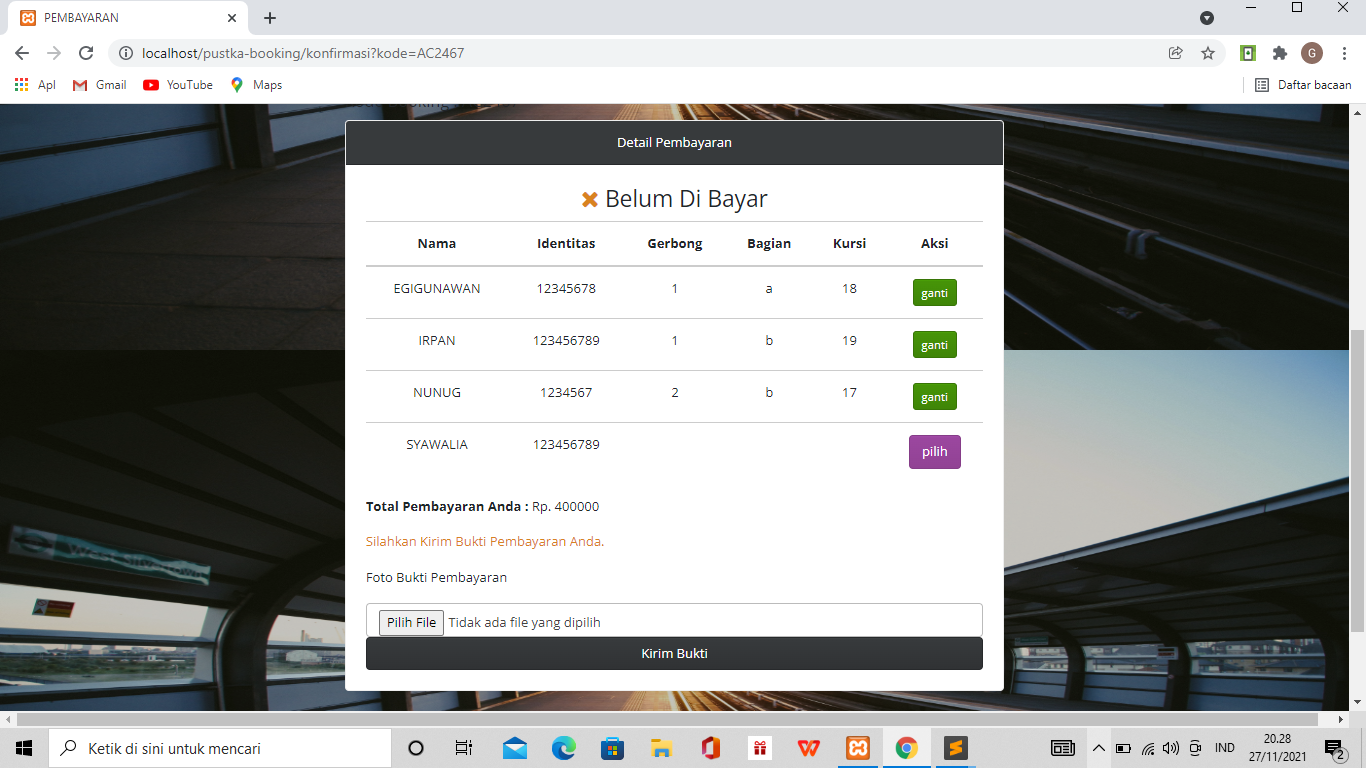 PEMBAYARAN
localhost/pustka-booking/konfirmasi?kode=AC2467
G
Apl Gmail YouTube Maps Daftar bacaan
Detail Pembayaran
Belum Di Bayar
Nama Identitas Gerbong Bagian Kursi Aksi
EGIGUNAWAN 12345678 1 a 18 ganti
IRPAN 123456789 1 b 19 ganti
NUNUG 1234567 2 b 17 ganti
SYAWALIA 123456789 pilih
Total Pembayaran Anda : Rp. 400000
Silahkan Kirim Bukti Pembayaran Anda.
Foto Bukti Pembayaran
Pilih File Tidak ada file yang dipilih
Kirim Bukti
Ketik di sini untuk mencari
IND
20.28
27/11/2021
2